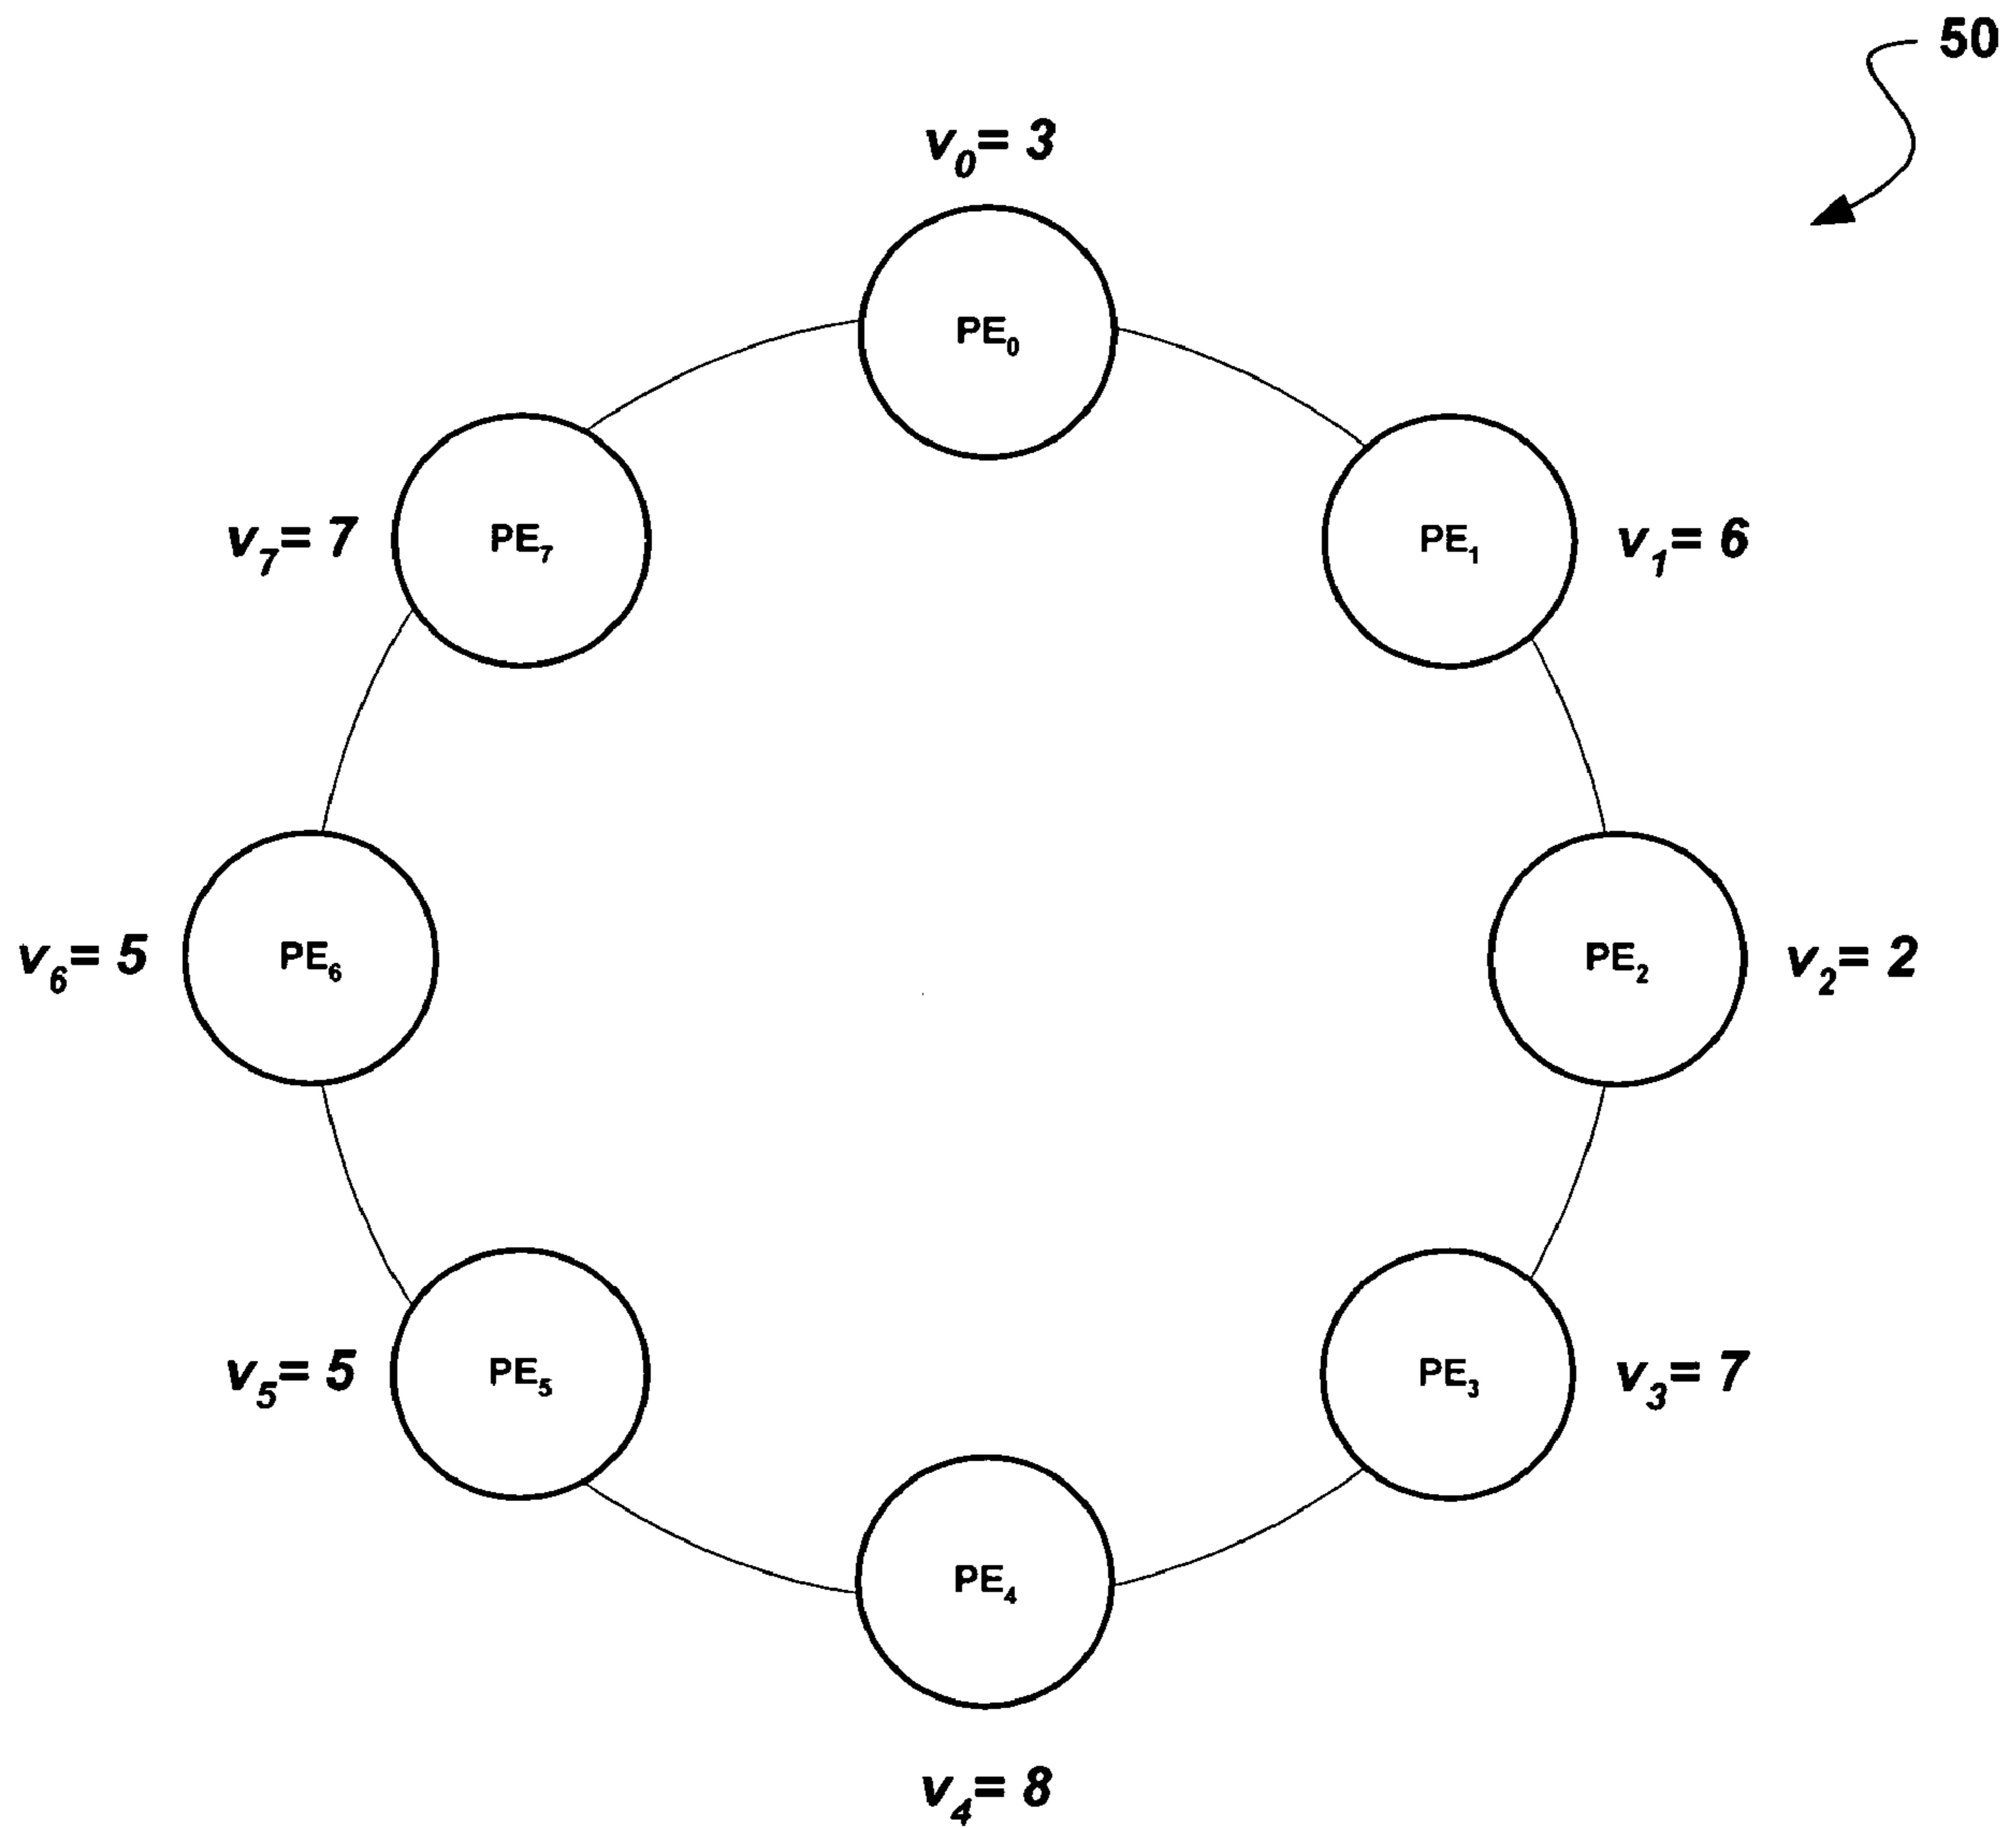 50
v0= 3
PE0
PE7
v7= 7
PE1
v1= 6
PE6
v6= 5
PE2
v2= 2
PE5
v5= 5
PE3
v3= 7
PE4
v4= 8